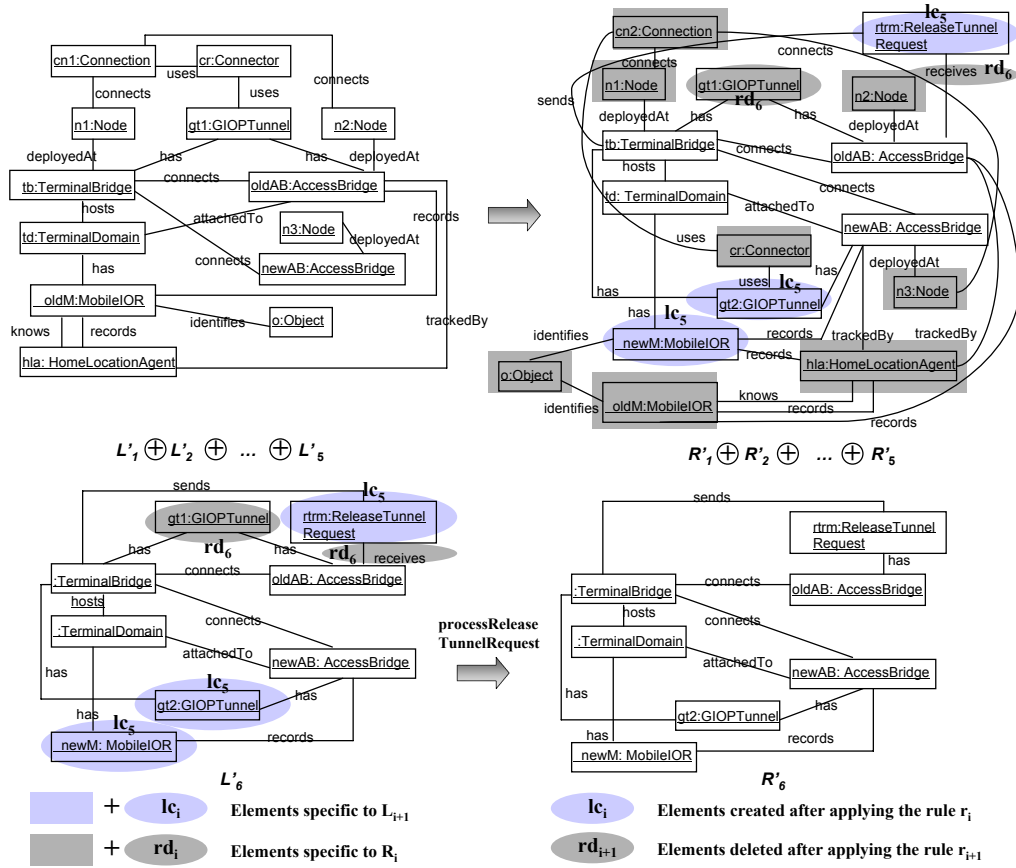 cn1:Connection
cr:Connector
uses
connects
uses
n1:Node
gt1:GIOPTunnel
n2:Node
deployedAt
has
has
deployedAt
tb:TerminalBridge
connects
oldAB:AccessBridge
hosts
attachedTo
records
td:TerminalDomain
n3:Node
deployedAt
has
connects
newAB:AccessBridge
oldM:MobileIOR
identifies
o:Object
trackedBy
knows
records
hla: HomeLocationAgent
L'1 ⊕ L'2 ⊕ ... ⊕ L'5
lc5
cn2:Connection
rtrm:ReleaseTunnel
Request
connects
connects
receives
rd6
sends
n1:Node
gt1:GIOPTunnel
rd6
n2:Node
deployedAt
has
has
deployedAt
tb:TerminalBridge
connects
oldAB: AccessBridge
hosts
connects
td: TerminalDomain
attachedTo
newAB: AccessBridge
uses
cr:Connector
has
deployedAt
uses
lc5
n3:Node
has
gt2:GIOPTunnel
has
lc5
identifies
newM:MobileIOR
records
trackedBy
trackedBy
records
hla:HomeLocationAgent
o:Object
knows
identifies
oldM:MobileIOR
records
records
R'1 ⊕ R'2 ⊕ ... ⊕ R'5
sends
lc5
gt1:GIOPTunnel
rtrm:ReleaseTunnel
Request
has
rd6
has
rd6
receives
:TerminalBridge
connects
oldAB: AccessBridge
hosts
connects
:TerminalDomain
attachedTo
newAB: AccessBridge
has
lc5
has
gt2:GIOPTunnel
has
lc5
newM: MobileIOR
records
L'6
processRelease
TunnelRequest
sends
rtrm:ReleaseTunnel
Request
has
:TerminalBridge
connects
oldAB: AccessBridge
hosts
connects
:TerminalDomain
attachedTo
newAB: AccessBridge
has
gt2:GIOPTunnel
has
has
newM: MobileIOR
records
R'6
+ lci Elements specific to Li+1
+ rdi Elements specific to Ri
lci Elements created after applying the rule ri
rdi+1 Elements deleted after applying the rule ri+1